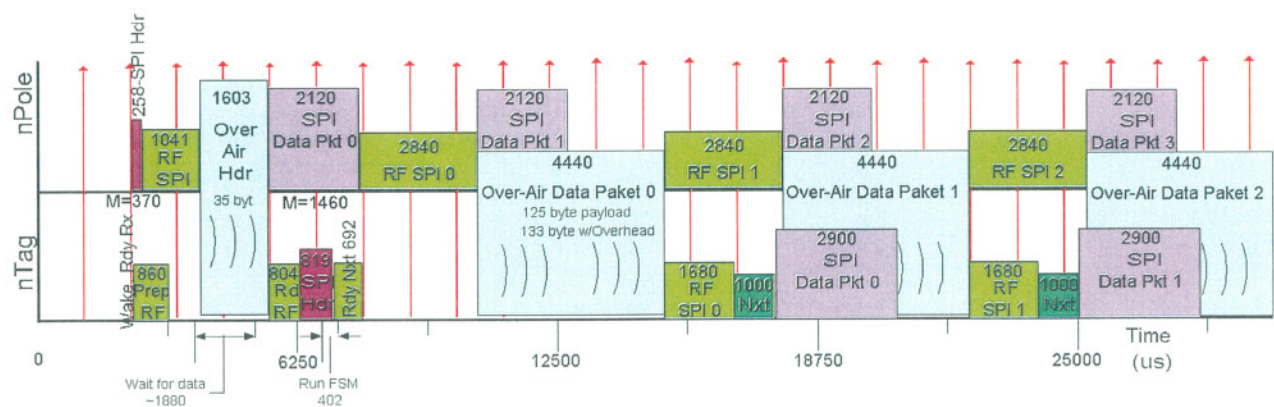 nPole
258-SPI Hdr
1041
RF
SPI
1603
Over
Air
Hdr
35 byt
2120
SPI
Data Pkt 0
2840
RF SPI 0
2120
SPI
Data Pkt 1
4440
Over-Air Data Paket 0
125 byte payload
133 byte w/Overhead
2840
RF SPI 1
2120
SPI
Data Pkt 2
4440
Over-Air Data Paket 1
2840
RF SPI 2
2120
SPI
Data Pkt 3
4440
Over-Air Data Paket 2
nTag
M=370
M=1460
Wake, Rdy Rx
860
Prep
RF
804
Rd
RF
819
SPI
Hdr
Rdy Nxt 692
1680
RF
SPI 0
1000
Nxt
2900
SPI
Data Pkt 0
1680
RF
SPI 1
1000
Nxt
2900
SPI
Data Pkt 1
0
6250
12500
18750
25000
Time
(us)
Wait for data
~1880
Run FSM
402